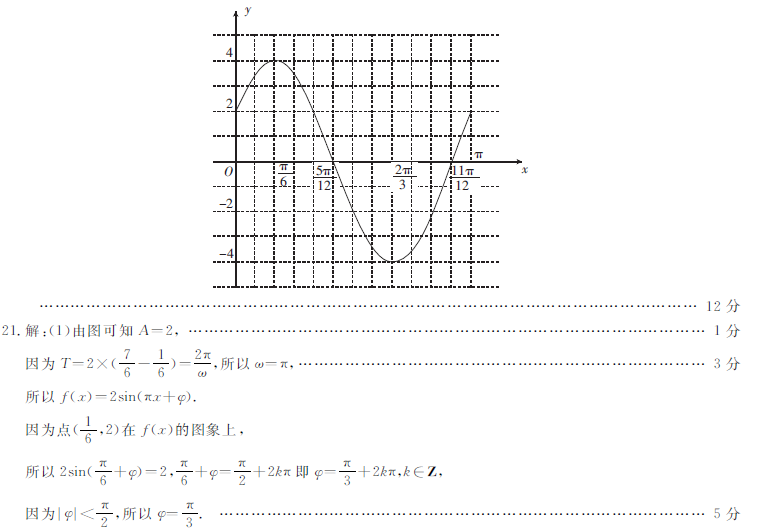 y
4
2
π
O π/6 5π/12 2π/3 11π/12 x
−2
−4
………………………………………………………………………… 12 分
21. 解:(1)由图可知 A=2, ………………………………………………………………………… 1 分
因为 T=2×(7/6−1/6)=2π/ω,所以 ω=π, ………………………………………………………………………… 3 分
所以 f(x)=2sin(πx+φ).
因为点(1/6,2)在 f(x)的图象上,
所以 2sin(π/6+φ)=2,π/6+φ=π/2+2kπ 即 φ=π/3+2kπ,k∈Z,
因为|φ|<π/2,所以 φ=π/3. ………………………………………………………………………… 5 分